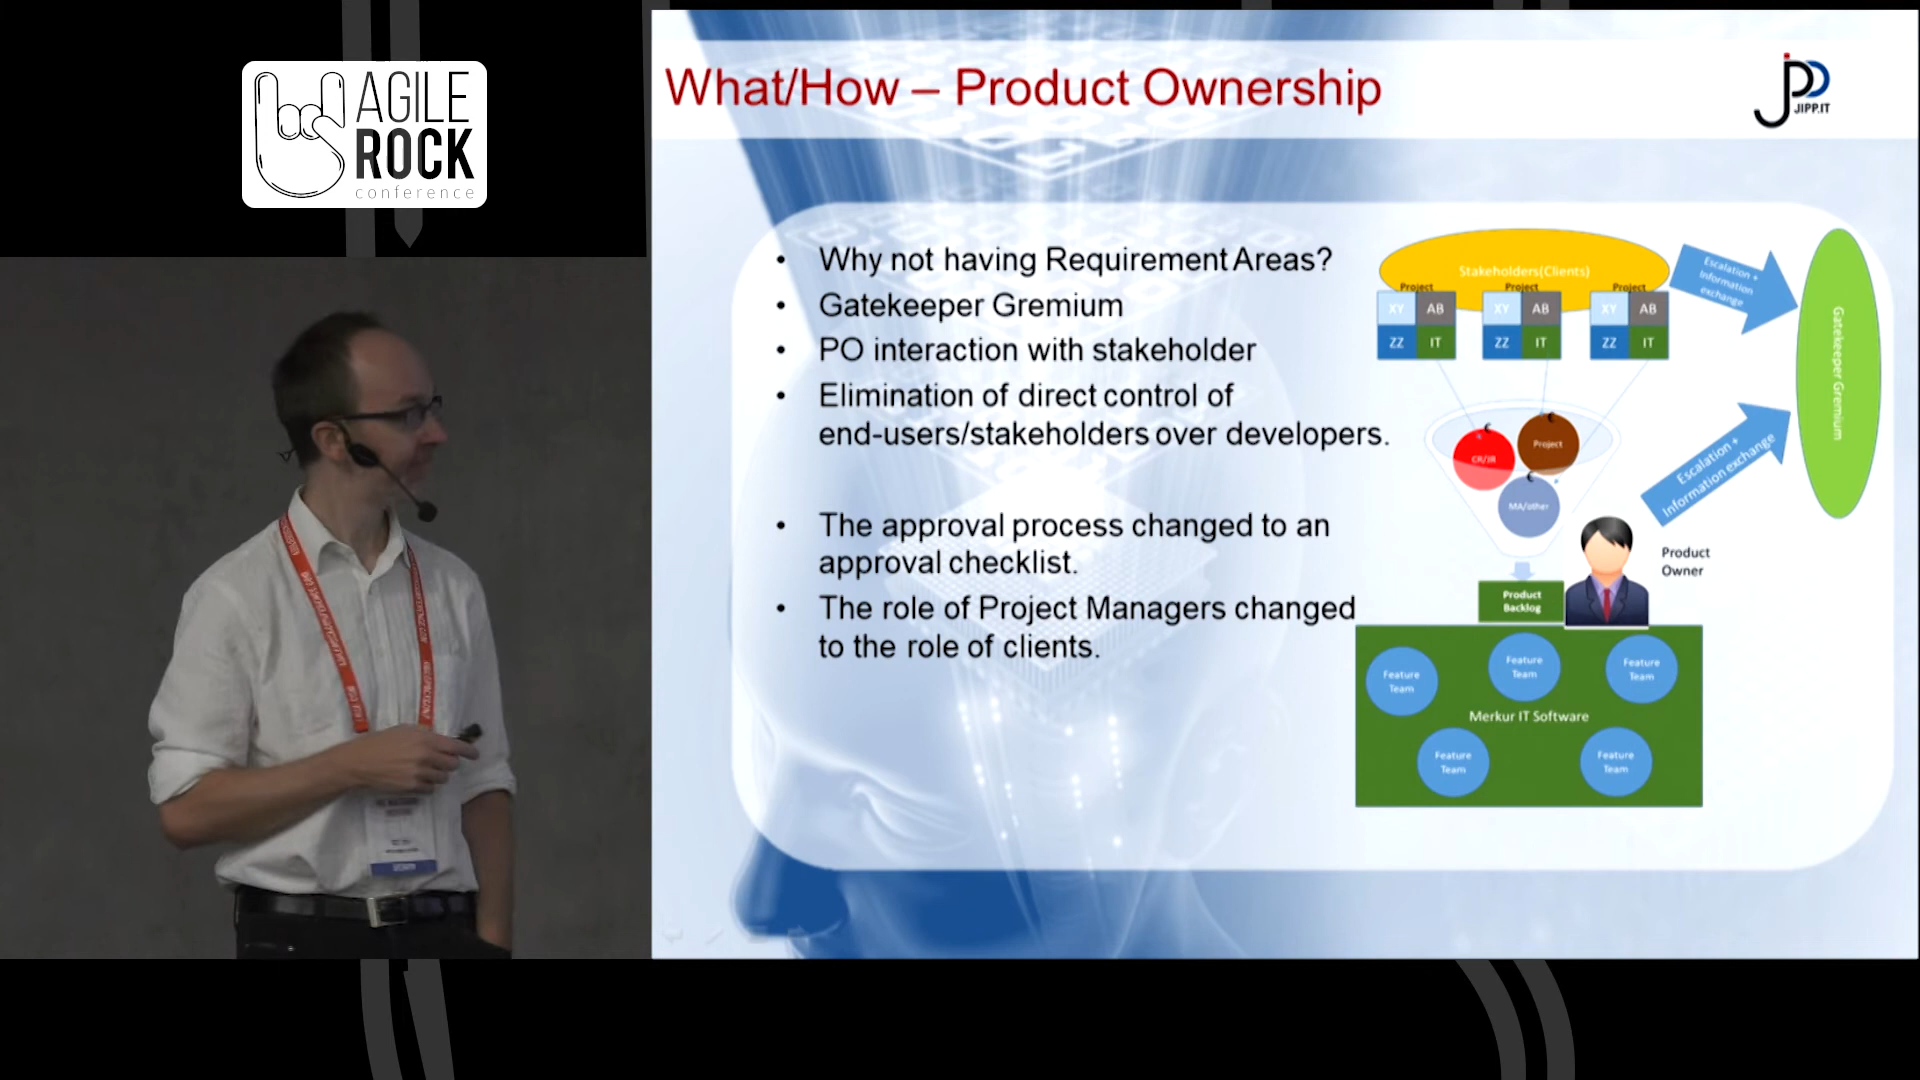 AGILE
ROCK
conference
What/How – Product Ownership
JIPP.IT
• Why not having Requirement Areas?
• Gatekeeper Gremium
• PO interaction with stakeholder
• Elimination of direct control of
end-users/stakeholders over developers.
• The approval process changed to an
approval checklist.
• The role of Project Managers changed
to the role of clients.
Stakeholders(Clients)
Project Project Project
XY AB XY AB XY AB
ZZ IT ZZ IT ZZ IT
Escalation +
Information
exchange
Gatekeeper Gremium
CR/IR
Project
MA/other
Escalation +
Information exchange
Product
Owner
Product
Backlog
Feature
Team
Feature
Team
Feature
Team
Merkur IT Software
Feature
Team
Feature
Team